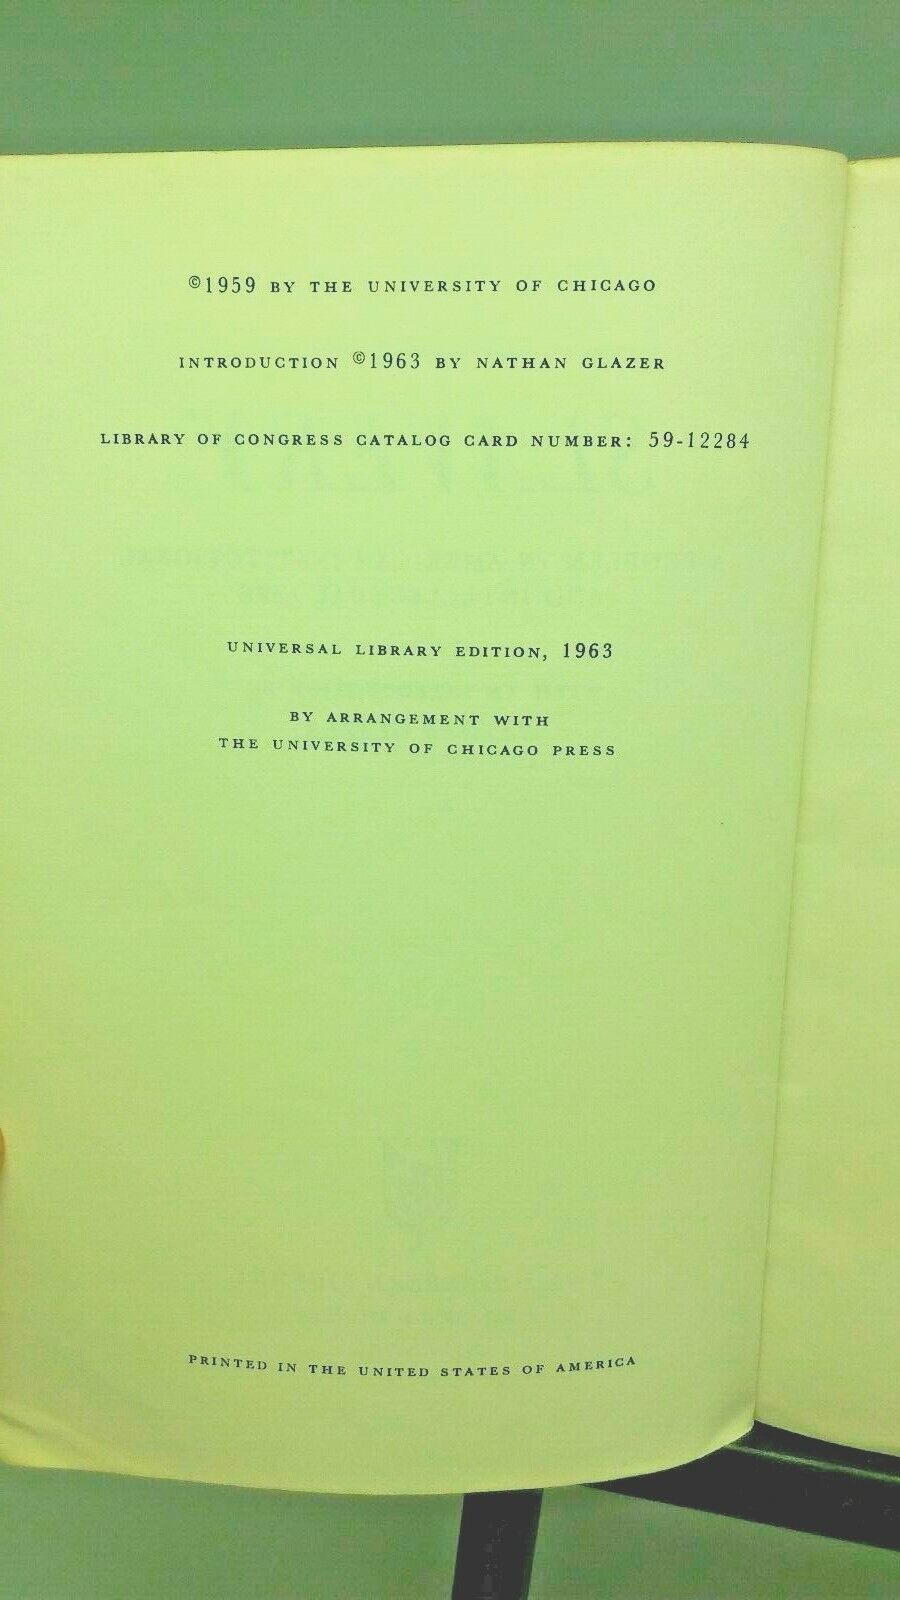 ©1959 BY THE UNIVERSITY OF CHICAGO
INTRODUCTION ©1963 BY NATHAN GLAZER
LIBRARY OF CONGRESS CATALOG CARD NUMBER: 59-12284
UNIVERSAL LIBRARY EDITION, 1963
BY ARRANGEMENT WITH
THE UNIVERSITY OF CHICAGO PRESS
PRINTED IN THE UNITED STATES OF AMERICA